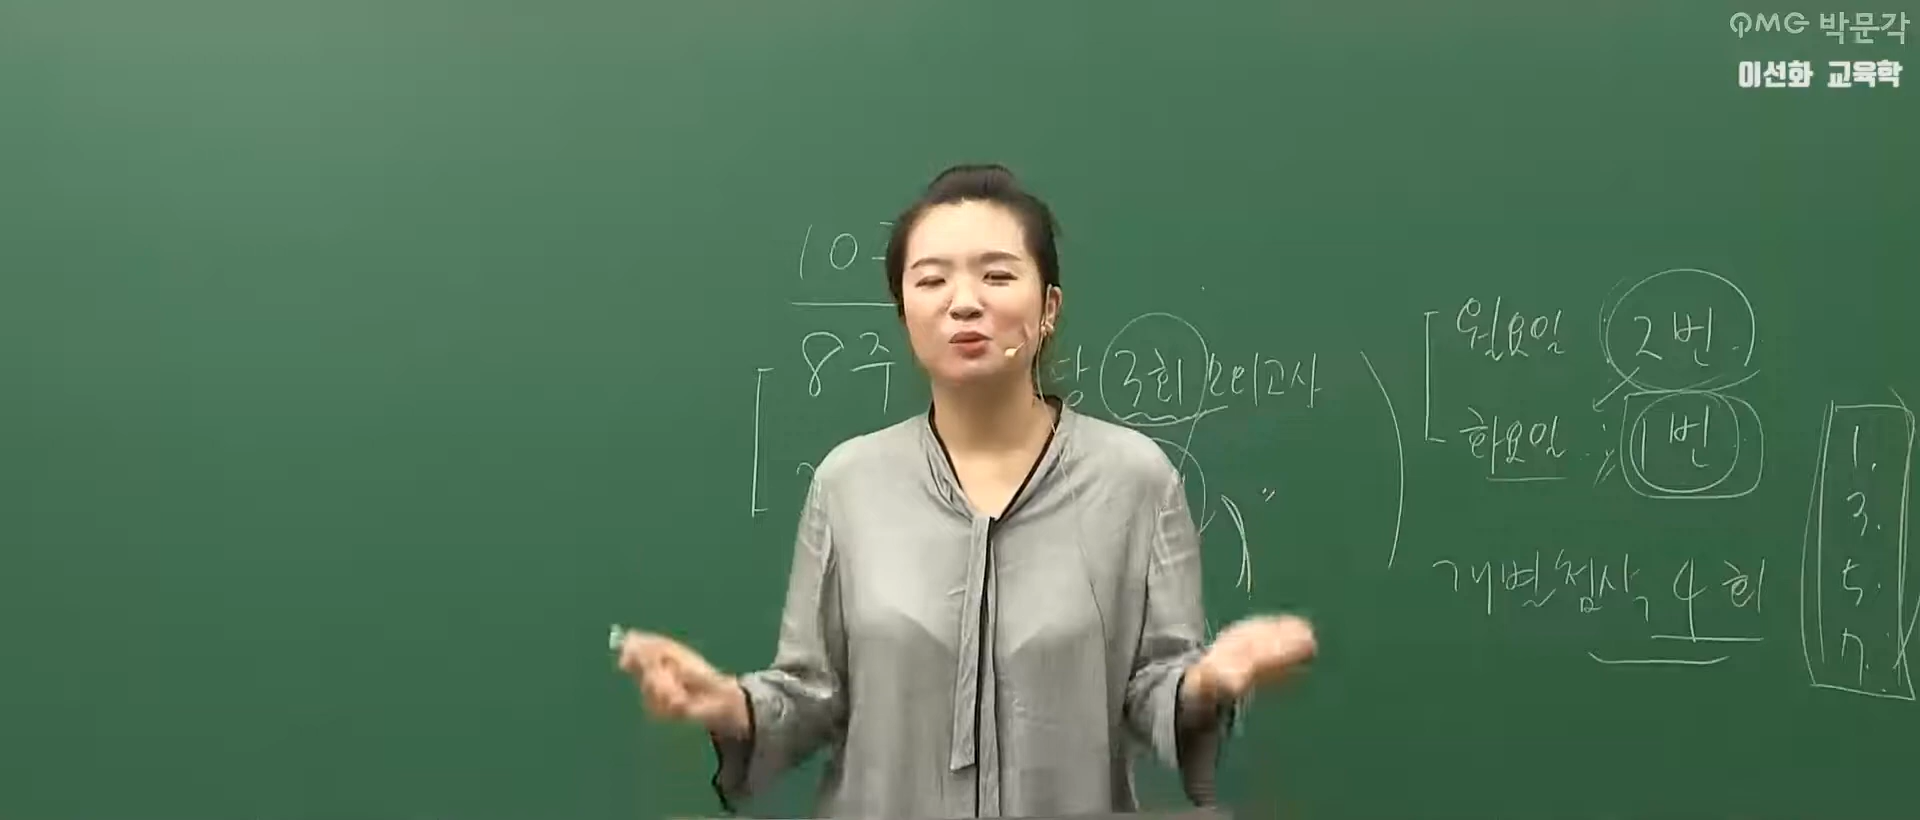 PMG 박문각
이선화 교육학
10
8주 당 3회 모의고사
월요일 2번
화요일 1번
개별첨삭 4회
1.
3.
5.
7.